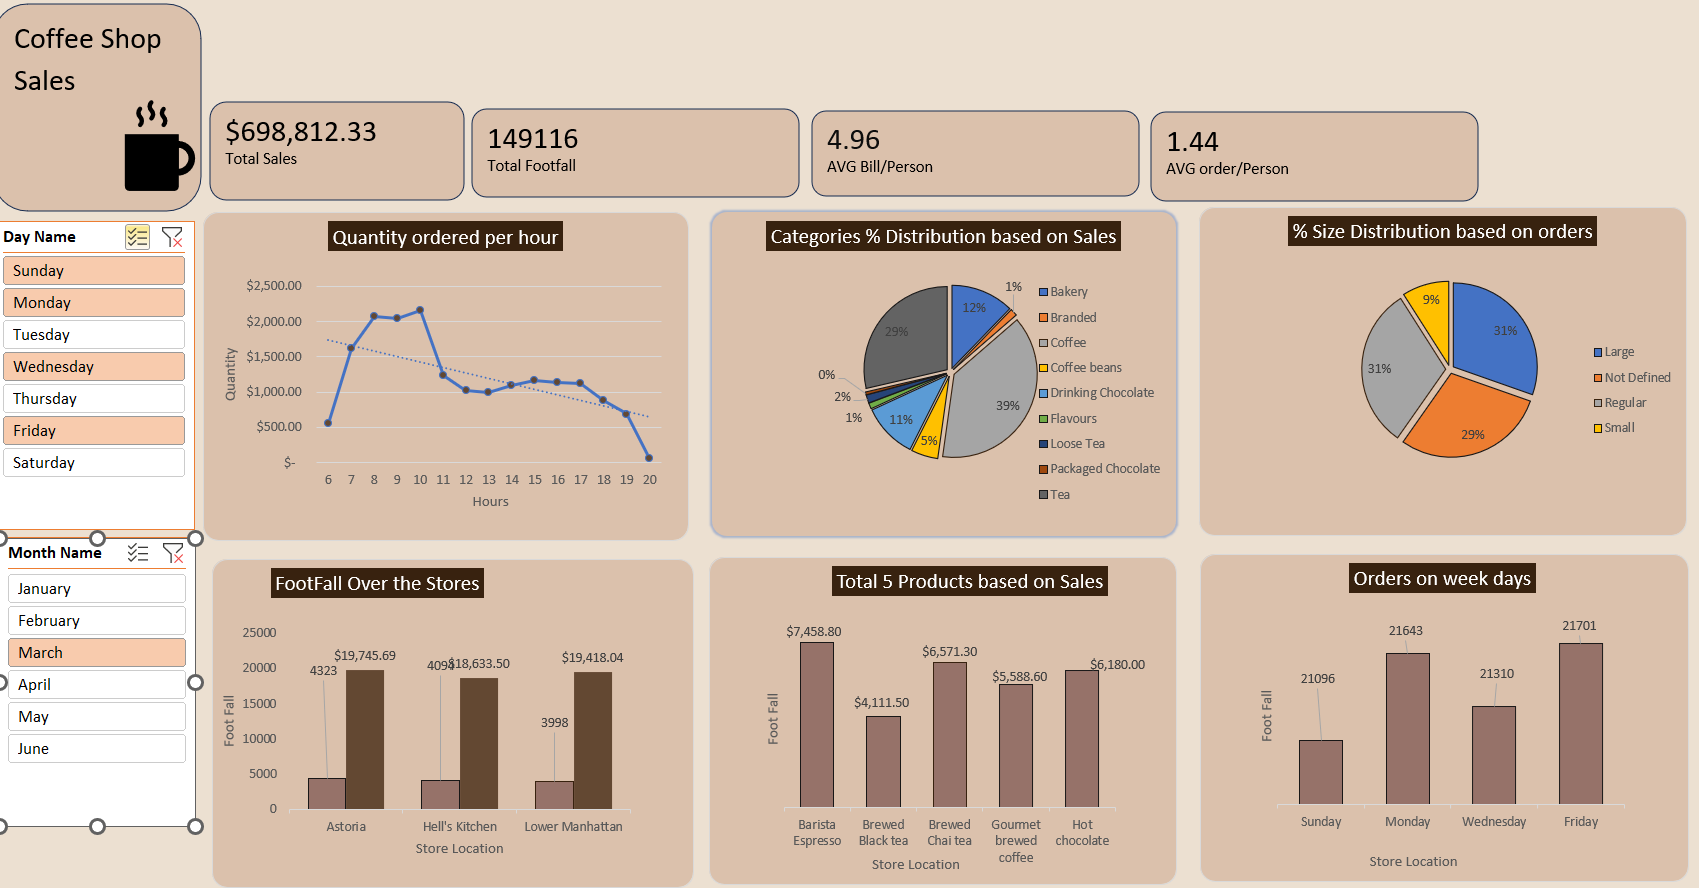 Coffee Shop
Sales
$698,812.33
Total Sales
149116
Total Footfall
4.96
AVG Bill/Person
1.44
AVG order/Person
Day Name
Sunday
Monday
Tuesday
Wednesday
Thursday
Friday
Saturday
Month Name
January
February
March
April
May
June
Quantity ordered per hour
$2,500.00
$2,000.00
$1,500.00
$1,000.00
$500.00
$-
Quantity
6 7 8 9 10 11 12 13 14 15 16 17 18 19 20
Hours
Categories % Distribution based on Sales
1%
12%
29%
39%
0%
2%
1%
11%
5%
Bakery
Branded
Coffee
Coffee beans
Drinking Chocolate
Flavours
Loose Tea
Packaged Chocolate
Tea
% Size Distribution based on orders
9%
31%
31%
29%
Large
Not Defined
Regular
Small
FootFall Over the Stores
25000
20000
15000
10000
5000
0
Foot Fall
4323
$19,745.69
4094
$18,633.50
3998
$19,418.04
Astoria
Hell's Kitchen
Lower Manhattan
Store Location
Total 5 Products based on Sales
Foot Fall
$7,458.80
$4,111.50
$6,571.30
$5,588.60
$6,180.00
Barista
Espresso
Brewed
Black tea
Brewed
Chai tea
Gourmet
brewed
coffee
Hot
chocolate
Store Location
Orders on week days
Foot Fall
21096
21643
21310
21701
Sunday
Monday
Wednesday
Friday
Store Location